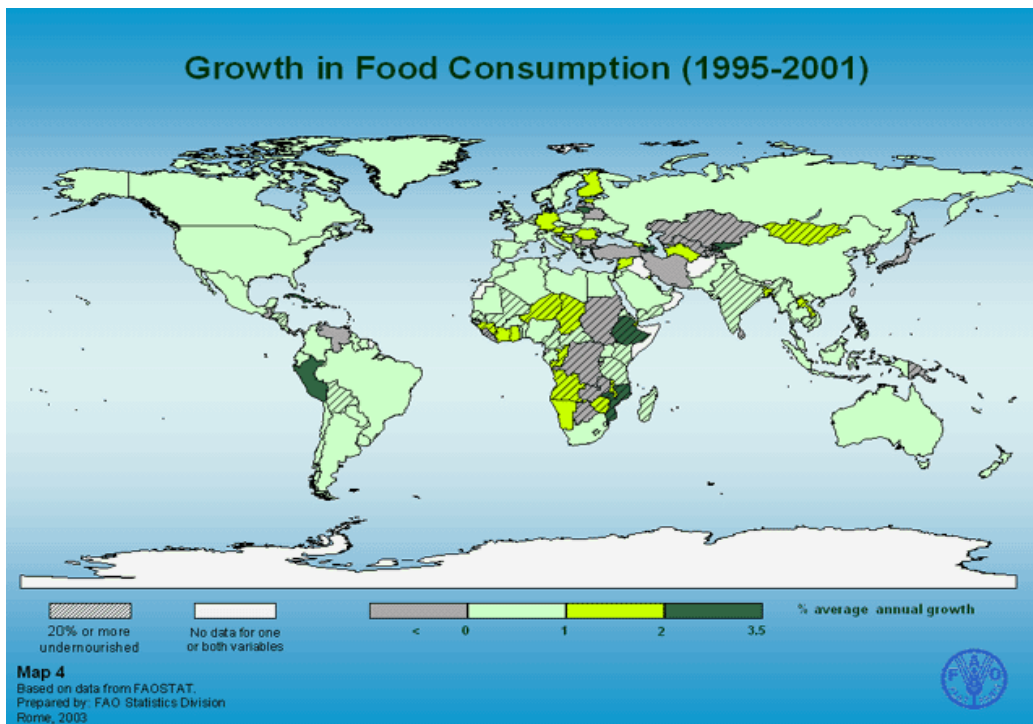 Growth in Food Consumption (1995-2001)
% average annual growth
< 0 1 2 3.5
20% or more
undernourished
No data for one
or both variables
Map 4
Based on data from FAOSTAT.
Prepared by: FAO Statistics Division
Rome, 2003
F A O